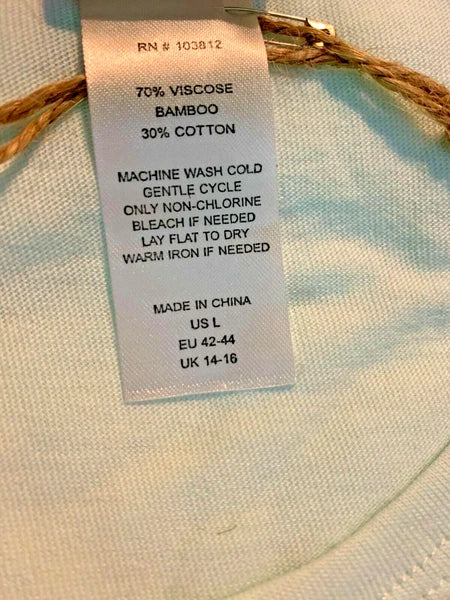 RN # 103812
70% VISCOSE
BAMBOO
30% COTTON
MACHINE WASH COLD
GENTLE CYCLE
ONLY NON-CHLORINE
BLEACH IF NEEDED
LAY FLAT TO DRY
WARM IRON IF NEEDED
MADE IN CHINA
US L
EU 42-44
UK 14-16